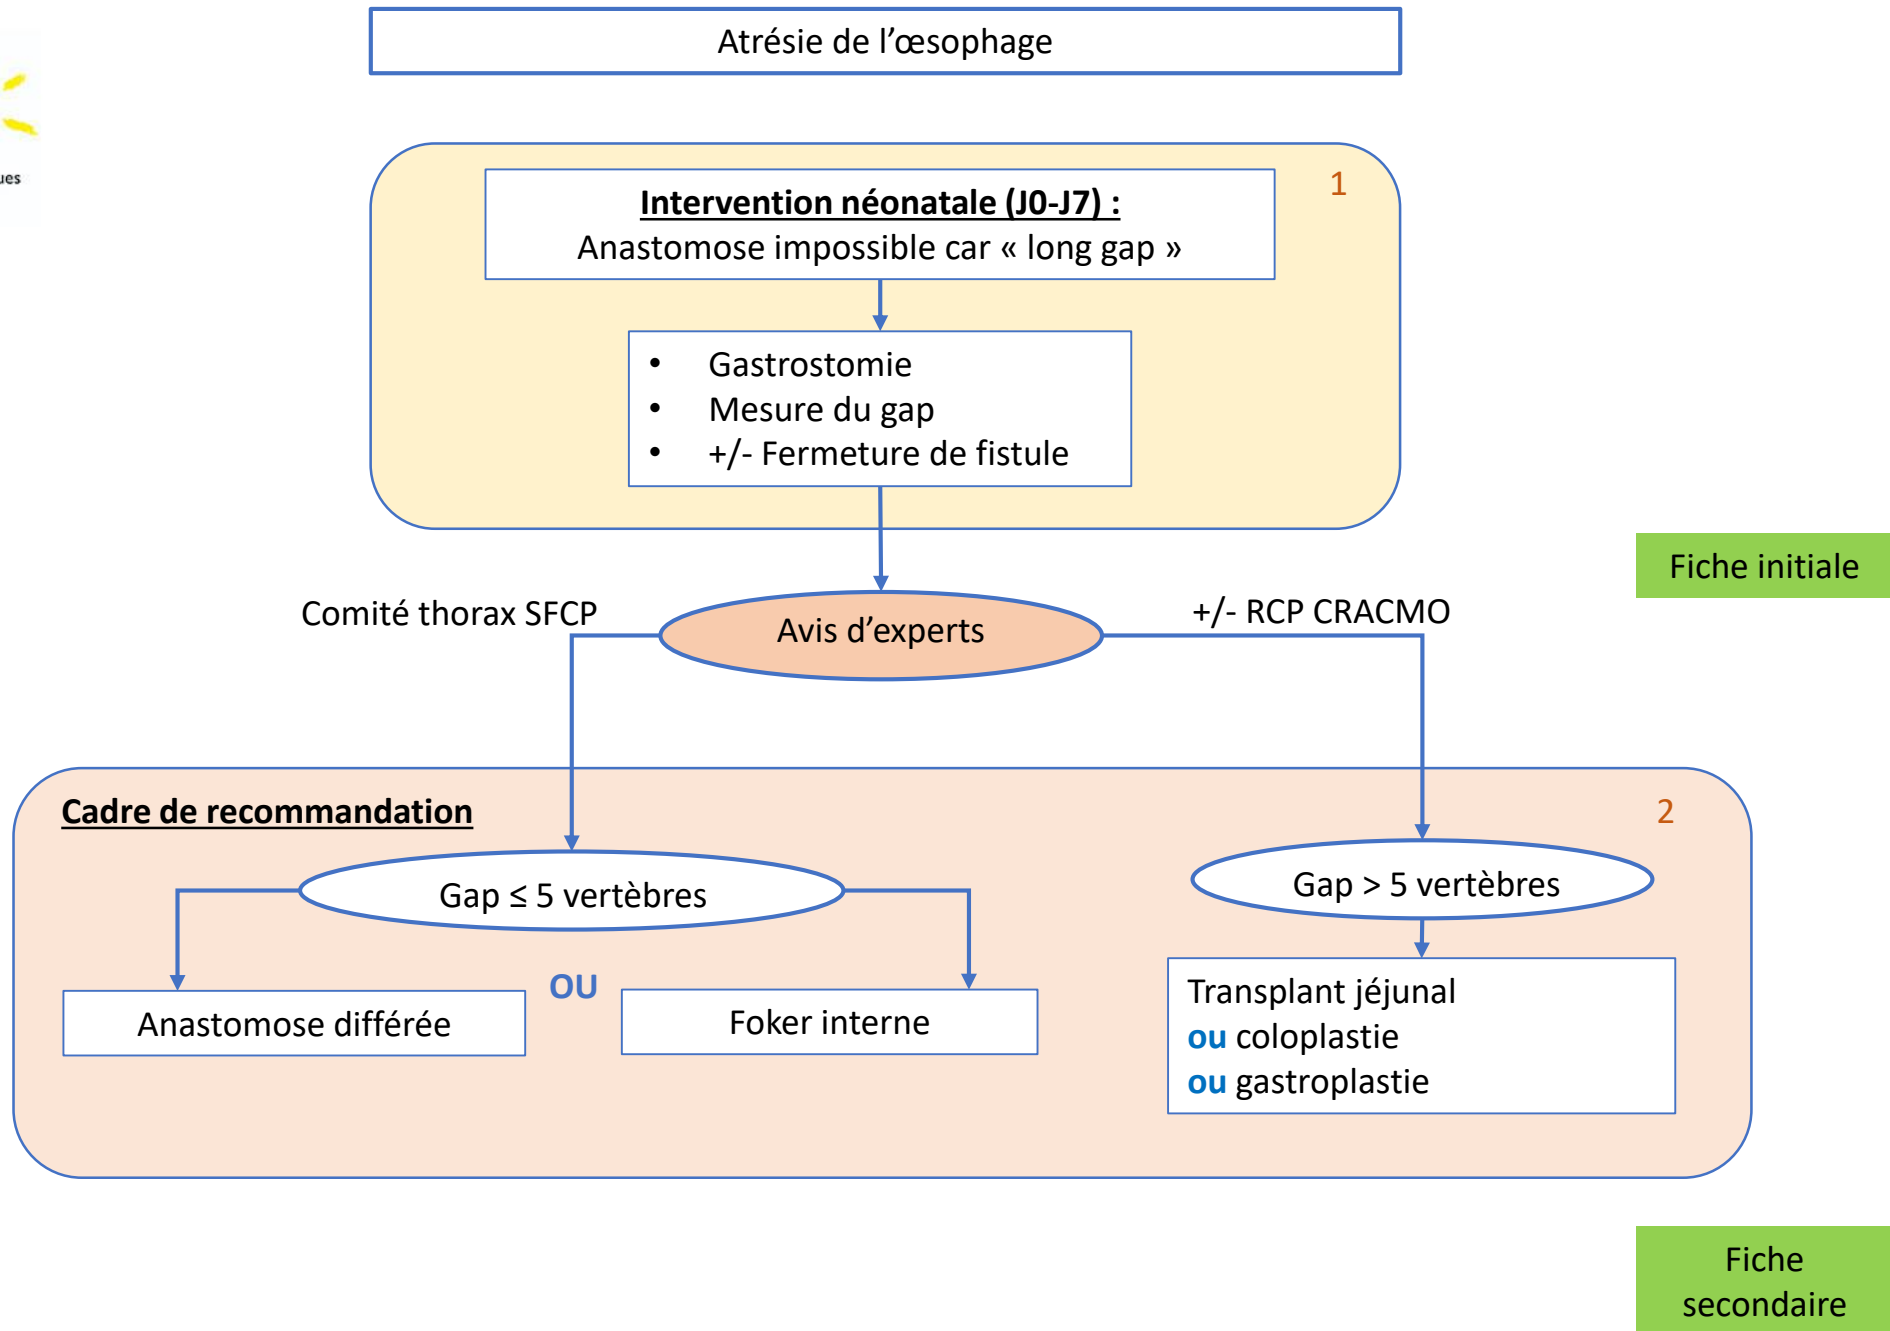 Atrésie de l’œsophage
ues
1
Intervention néonatale (J0-J7) :
Anastomose impossible car « long gap »
• Gastrostomie
• Mesure du gap
• +/- Fermeture de fistule
Fiche initiale
Comité thorax SFCP
Avis d’experts
+/- RCP CRACMO
Cadre de recommandation
2
Gap ≤ 5 vertèbres
Gap > 5 vertèbres
Anastomose différée
OU
Foker interne
Transplant jéjunal
ou coloplastie
ou gastroplastie
Fiche
secondaire